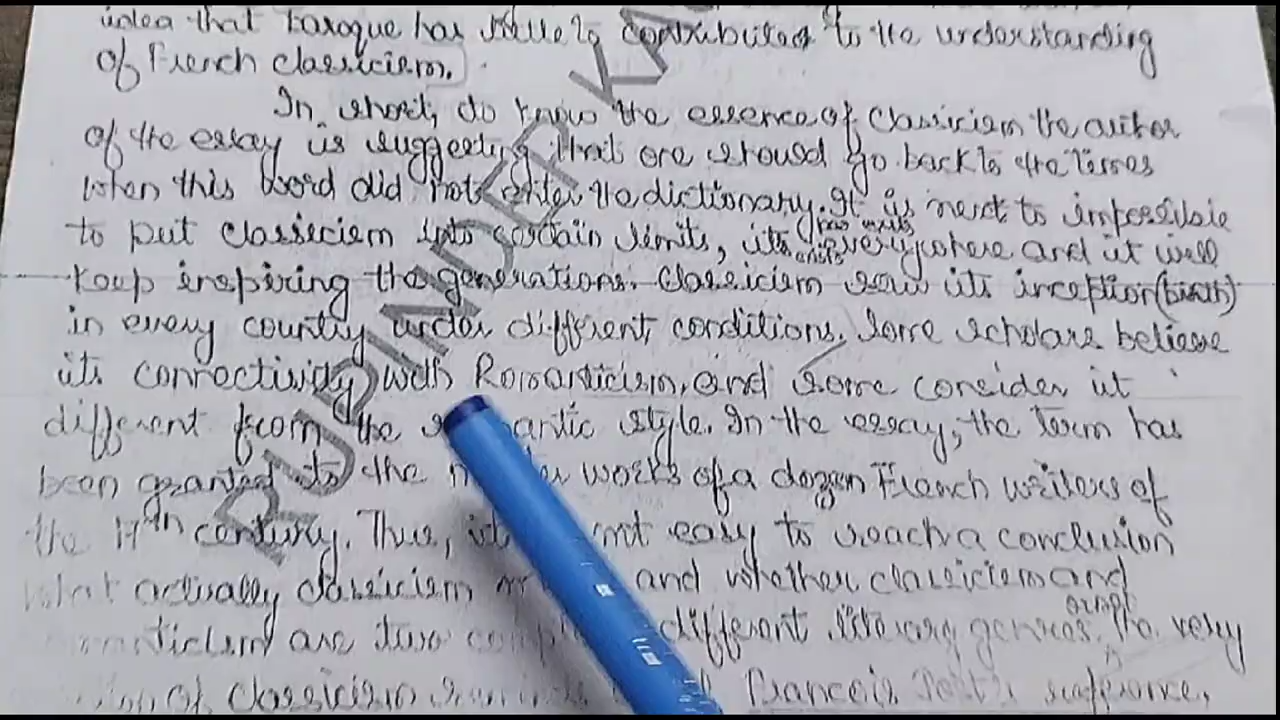 idea that Baroque has little to contributed to the understanding
of French classicism.
In short, to know the essence of classicism the author
of the essay is suggesting that one should go back to the times
when this word did not enter the dictionary. It is next to impossible
to put classicism into certain limits, its exists everywhere and it will
keep inspiring the generations. Classicism saw its inception (birth)
in every country under different conditions. Some scholars believe
its connectivity with Romanticism, and some consider it
different from the style. In the essay, the term has
been granted to the works of a dozen French writers of
the 17th century. Thus, it easy to reach a conclusion
what actually classicism and whether classicism and
are two different literary genres or not. The very
of classicism Francois
RUPINDER